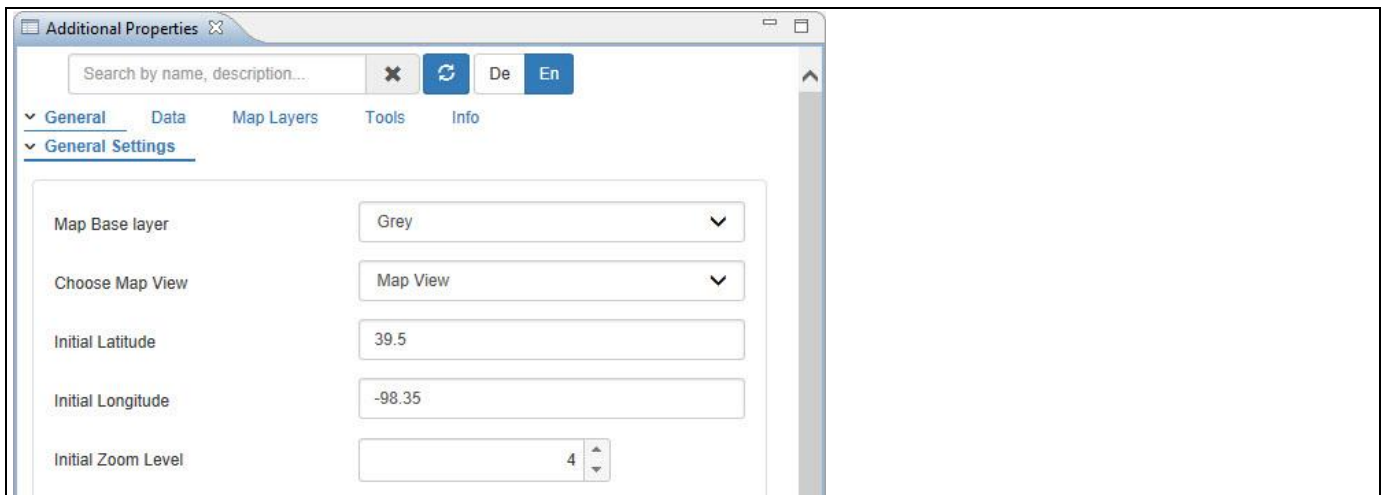 Additional Properties
Search by name, description... De En
General Data Map Layers Tools Info
General Settings
Map Base layer Grey
Choose Map View Map View
Initial Latitude 39.5
Initial Longitude -98.35
Initial Zoom Level 4